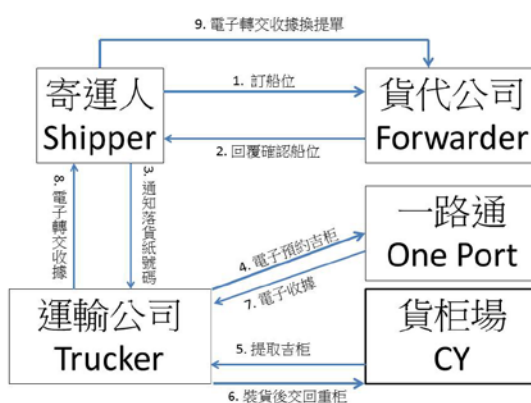 9. 電子轉交收據換提單
寄運人
Shipper
1. 訂船位
貨代公司
Forwarder
2. 回覆確認船位
8. 電子轉交收據
3. 通知落貨紙號碼
一路通
One Port
4. 電子預約吉柜
7. 電子收據
運輸公司
Trucker
5. 提取吉柜
貨柜場
CY
6. 裝貨後交回重柜